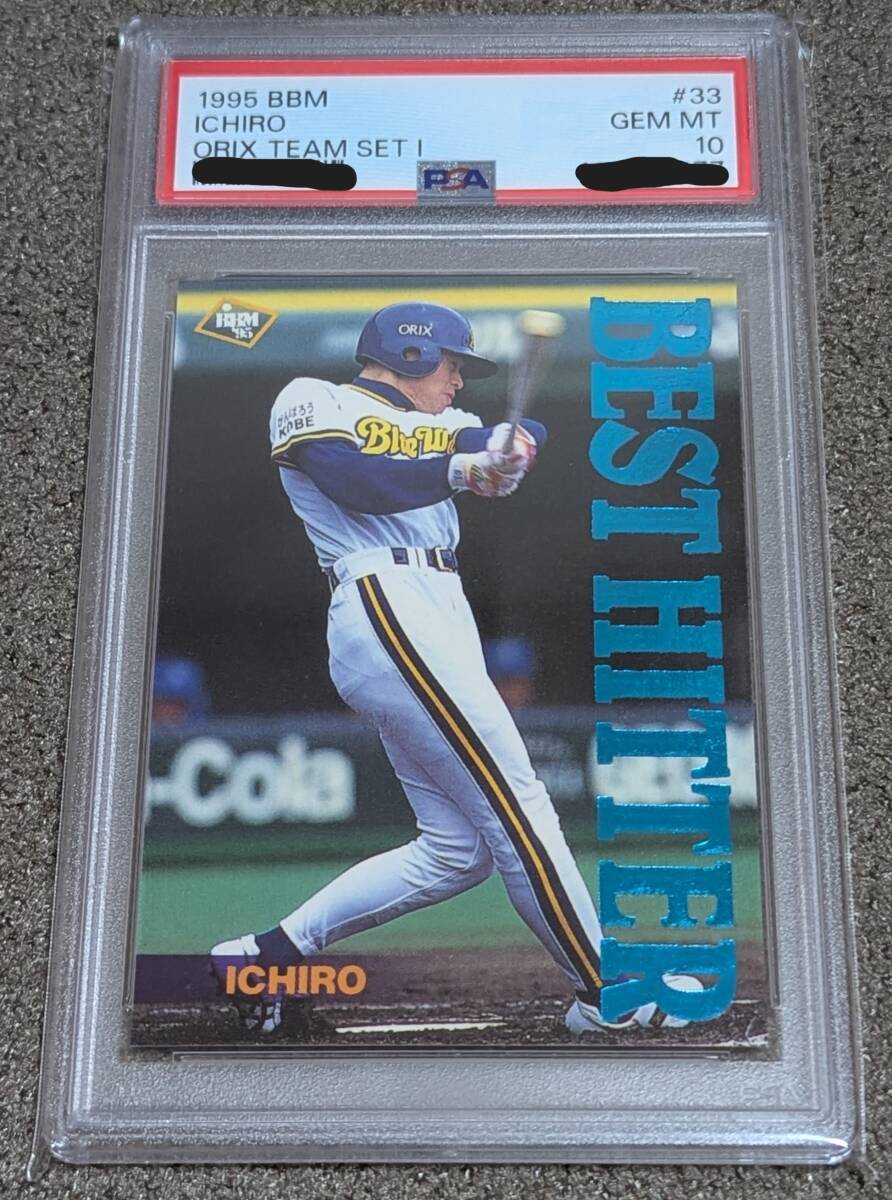 1995 BBM #33
ICHIRO GEM MT
ORIX TEAM SET I 10
PSA
BBM
'95
ORIX
がんばろう
KOBE
BEST HITTER
-Cola
ICHIRO